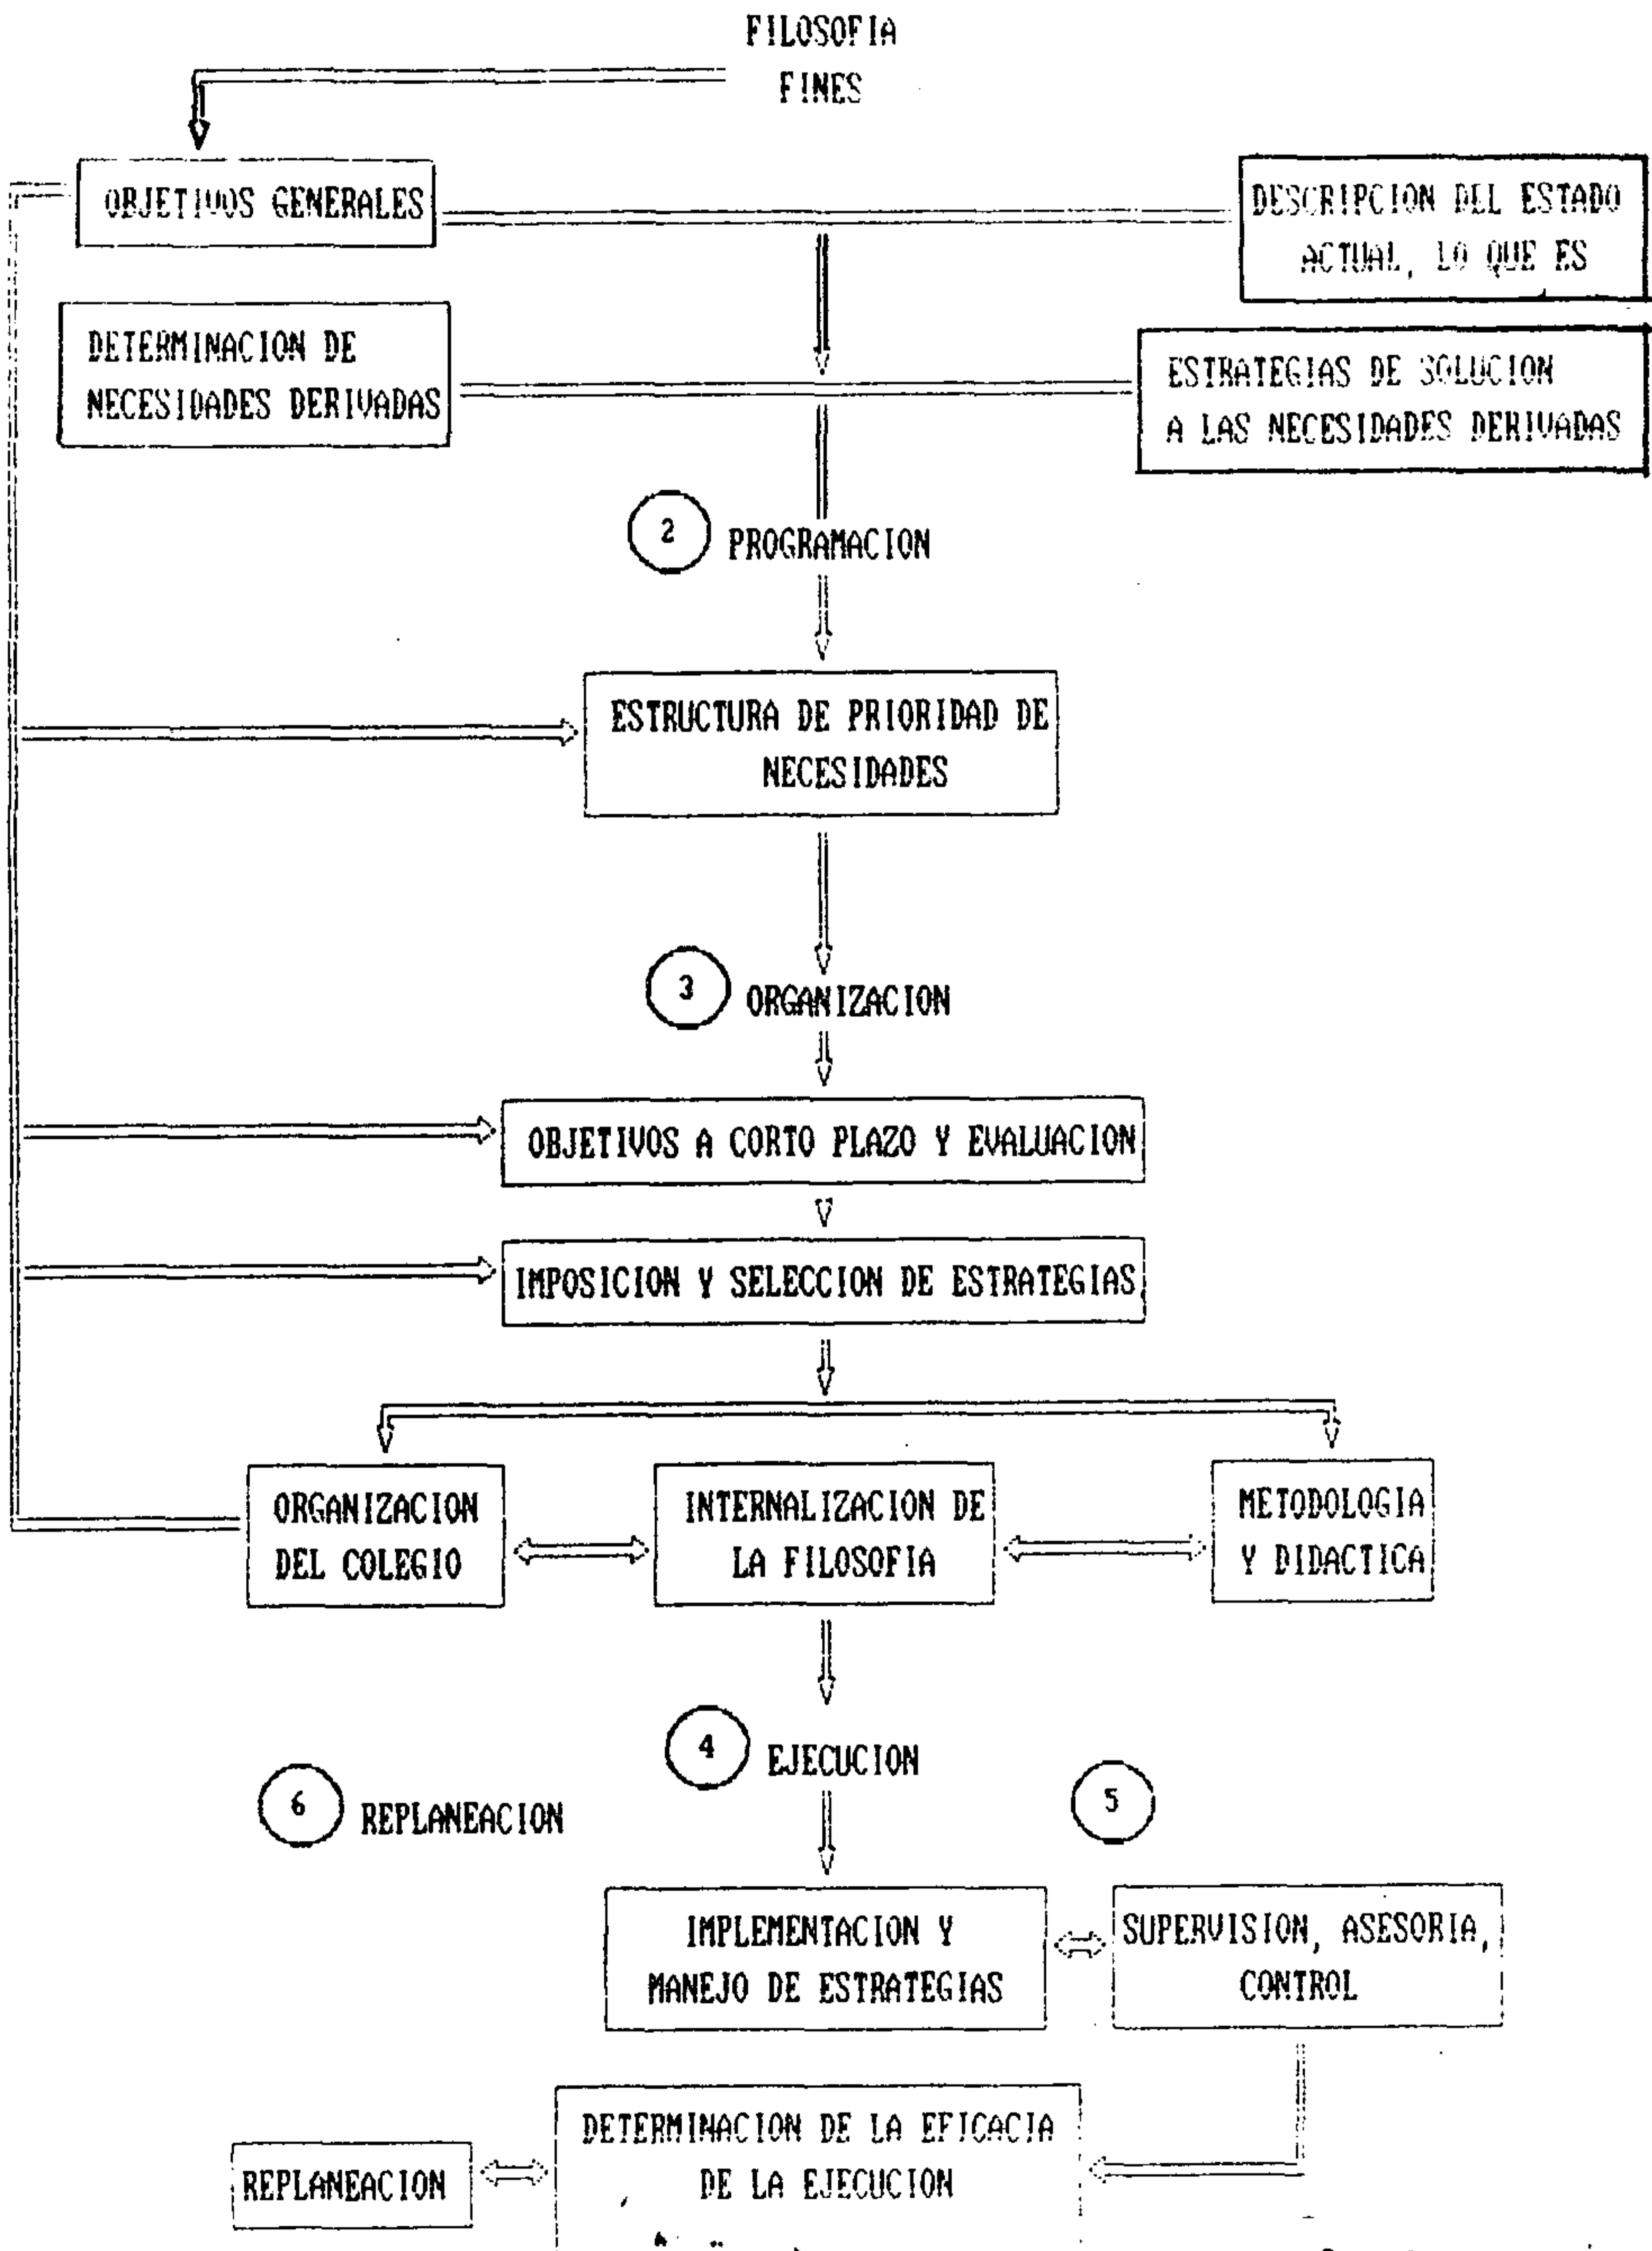 FILOSOFIA
FINES
OBJETIVOS GENERALES
DESCRIPCION DEL ESTADO
ACTUAL, LO QUE ES
DETERMINACION DE
NECESIDADES DERIVADAS
ESTRATEGIAS DE SOLUCION
A LAS NECESIDADES DERIVADAS
2 PROGRAMACION
ESTRUCTURA DE PRIORIDAD DE
NECESIDADES
3 ORGANIZACION
OBJETIVOS A CORTO PLAZO Y EVALUACION
IMPOSICION Y SELECCION DE ESTRATEGIAS
ORGANIZACION
DEL COLEGIO
INTERNALIZACION DE
LA FILOSOFIA
METODOLOGIA
Y DIDACTICA
4 EJECUCION
6 REPLANEACION
5
IMPLEMENTACION Y
MANEJO DE ESTRATEGIAS
SUPERVISION, ASESORIA,
CONTROL
DETERMINACION DE LA EFICACIA
DE LA EJECUCION
REPLANEACION